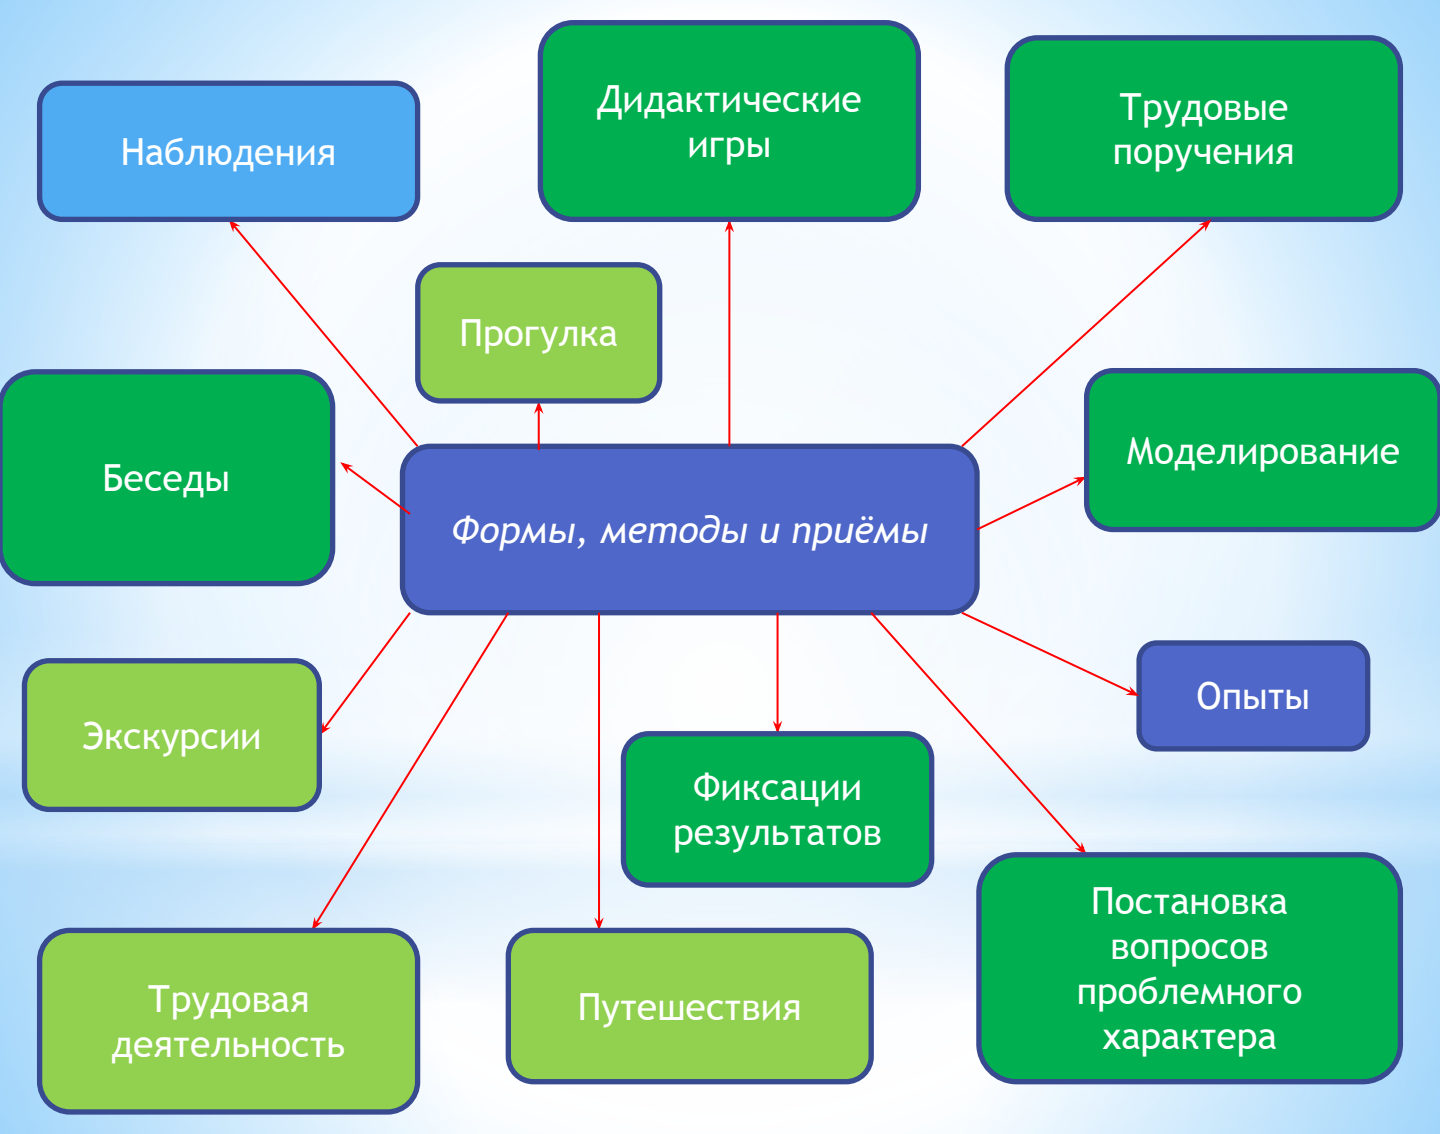 Дидактические
игры
Трудовые
поручения
Наблюдения
Прогулка
Моделирование
Беседы
Формы, методы и приёмы
Опыты
Экскурсии
Фиксации
результатов
Постановка
вопросов
проблемного
характера
Трудовая
деятельность
Путешествия